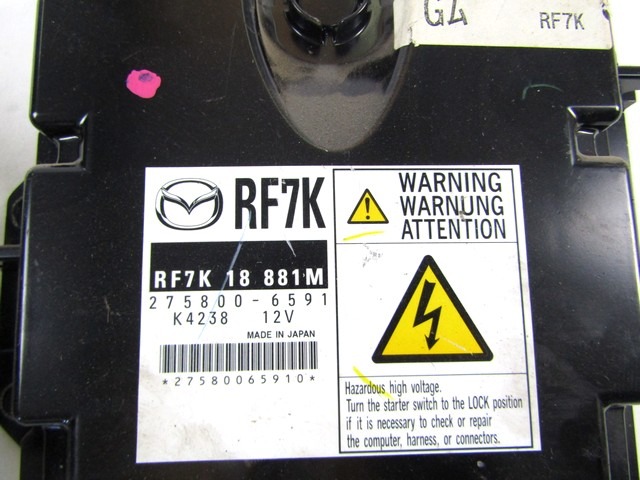 GZ
RF7K
RF7K
RF7K 18 881M
275800-6591
K4238 12V
MADE IN JAPAN
*27580065910*
WARNING
WARNUNG
ATTENTION
Hazardous high voltage.
Turn the starter switch to the LOCK position
if it is necessary to check or repair
the computer, harness, or connectors.